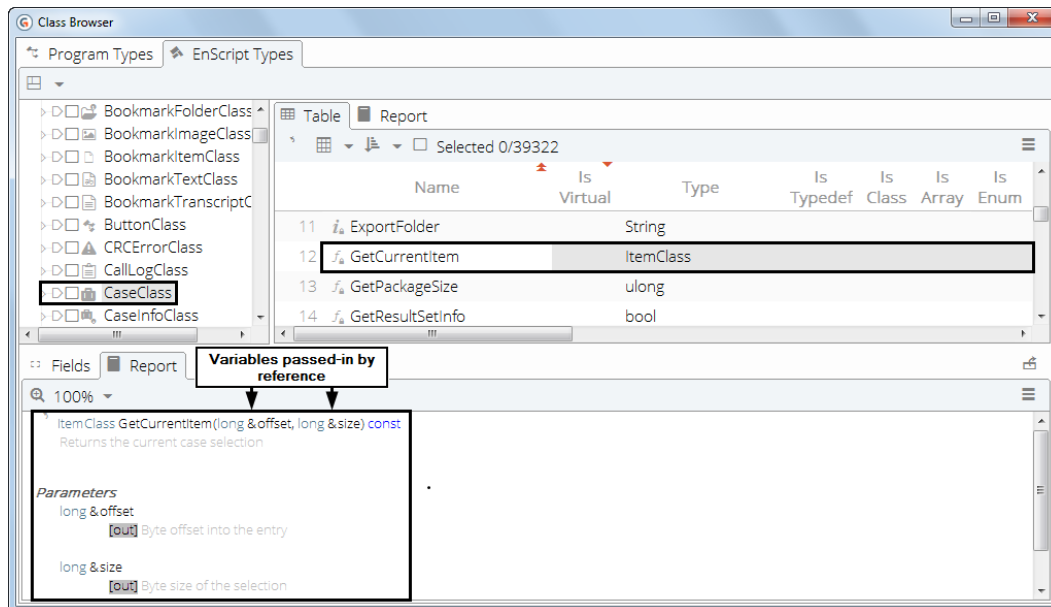 Class Browser
Program Types
EnScript Types
BookmarkFolderClass
BookmarkImageClass
BookmarkItemClass
BookmarkTextClass
BookmarkTranscriptC
ButtonClass
CRCErrorClass
CallLogClass
CaseClass
CaseInfoClass
Table
Report
Selected 0/39322
Name
Is Virtual
Type
Is Typedef
Is Class
Is Array
Is Enum
11 ExportFolder String
12 GetCurrentItem ItemClass
13 GetPackageSize ulong
14 GetResultSetInfo bool
Fields
Report
Variables passed-in by
reference
100%
ItemClass GetCurrentItem(long &offset, long &size) const
Returns the current case selection
Parameters
long &offset
[out] Byte offset into the entry
long &size
[out] Byte size of the selection